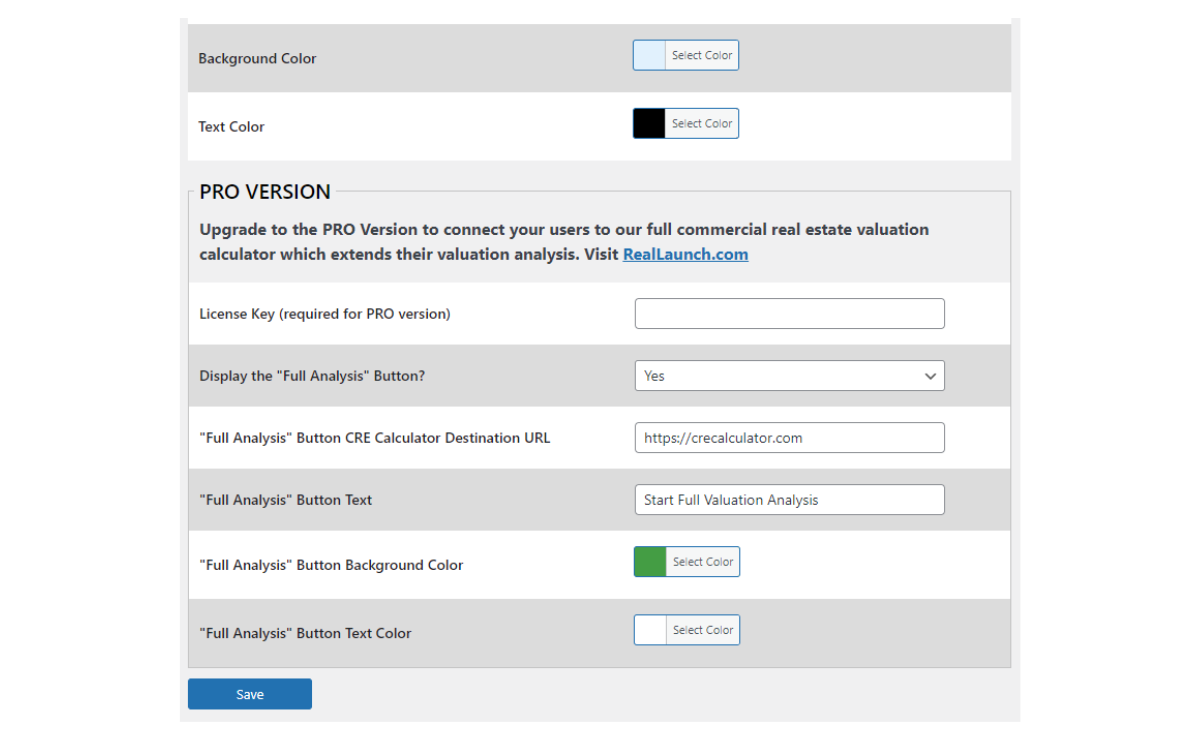 Background Color
Select Color
Text Color
Select Color
PRO VERSION
Upgrade to the PRO Version to connect your users to our full commercial real estate valuation
calculator which extends their valuation analysis. Visit RealLaunch.com
License Key (required for PRO version)
Display the "Full Analysis" Button?
Yes
"Full Analysis" Button CRE Calculator Destination URL
https://crecalculator.com
"Full Analysis" Button Text
Start Full Valuation Analysis
"Full Analysis" Button Background Color
Select Color
"Full Analysis" Button Text Color
Select Color
Save